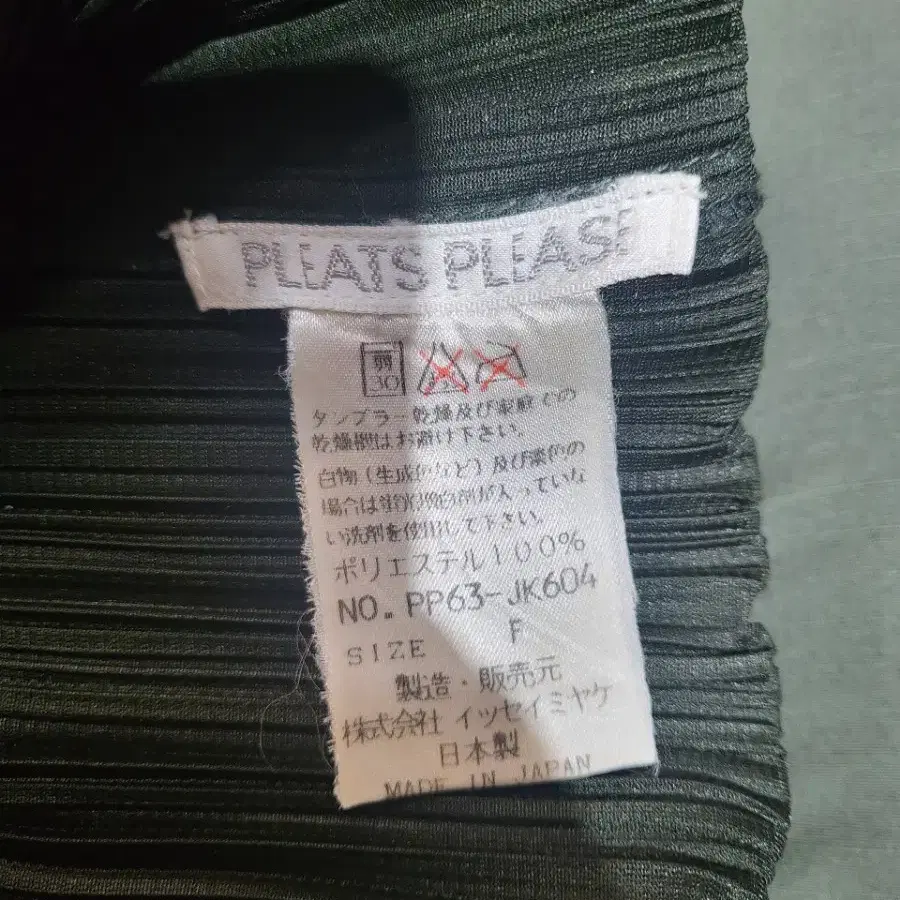 PLEATS PLEASE
弱
30
タンブラー乾燥及び家庭での
乾燥機はお避け下さい。
白物(生成色など)及び淡色の
場合は蛍光増白剤が入っていな
い洗剤を使用して下さい。
ポリエステル100%
NO. PP63-JK604
SIZE F
製造・販売元
株式会社 イッセイミヤケ
日本製
MADE IN JAPAN